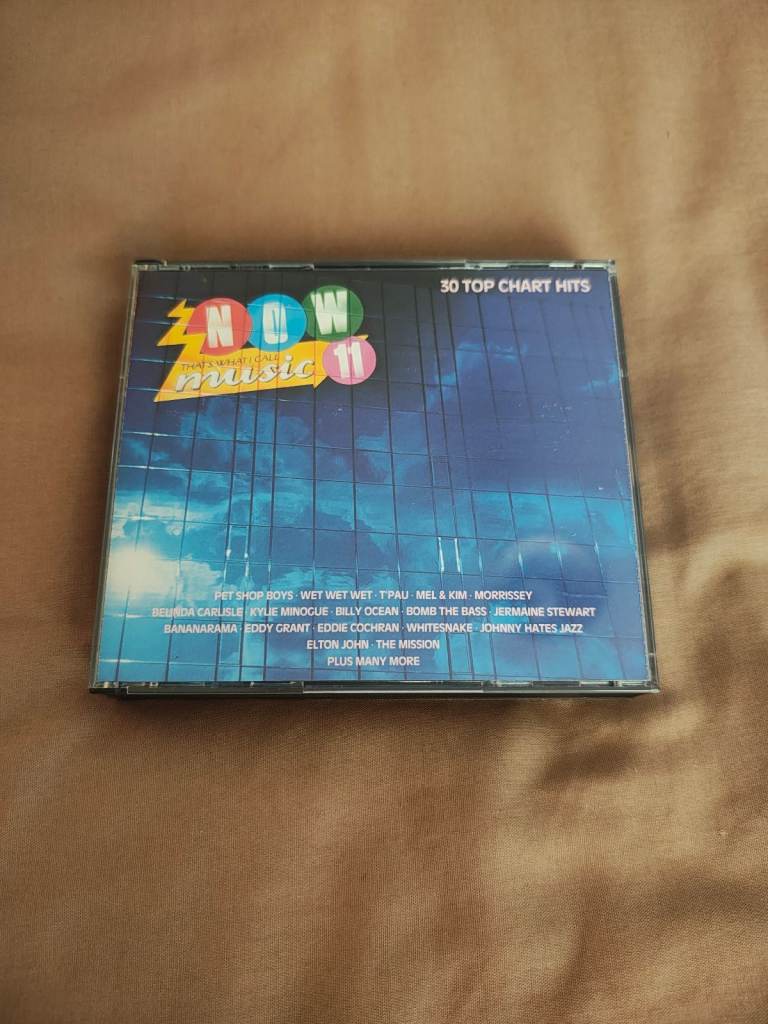 30 TOP CHART HITS
NOW
THAT'S WHAT I CALL
music 11
PET SHOP BOYS · WET WET WET · T'PAU · MEL & KIM · MORRISSEY
BELINDA CARLISLE · KYLIE MINOGUE · BILLY OCEAN · BOMB THE BASS · JERMAINE STEWART
BANANARAMA · EDDY GRANT · EDDIE COCHRAN · WHITESNAKE · JOHNNY HATES JAZZ
ELTON JOHN · THE MISSION
PLUS MANY MORE